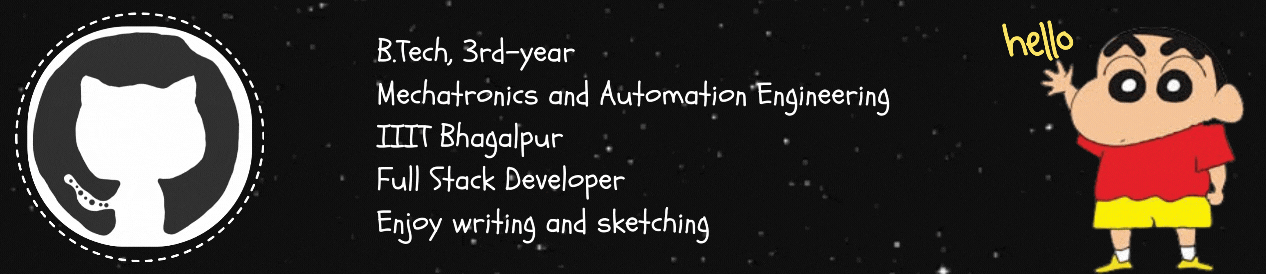 hello
B.Tech, 3rd-year
Mechatronics and Automation Engineering
IIIT Bhagalpur
Full Stack Developer
Enjoy writing and sketching